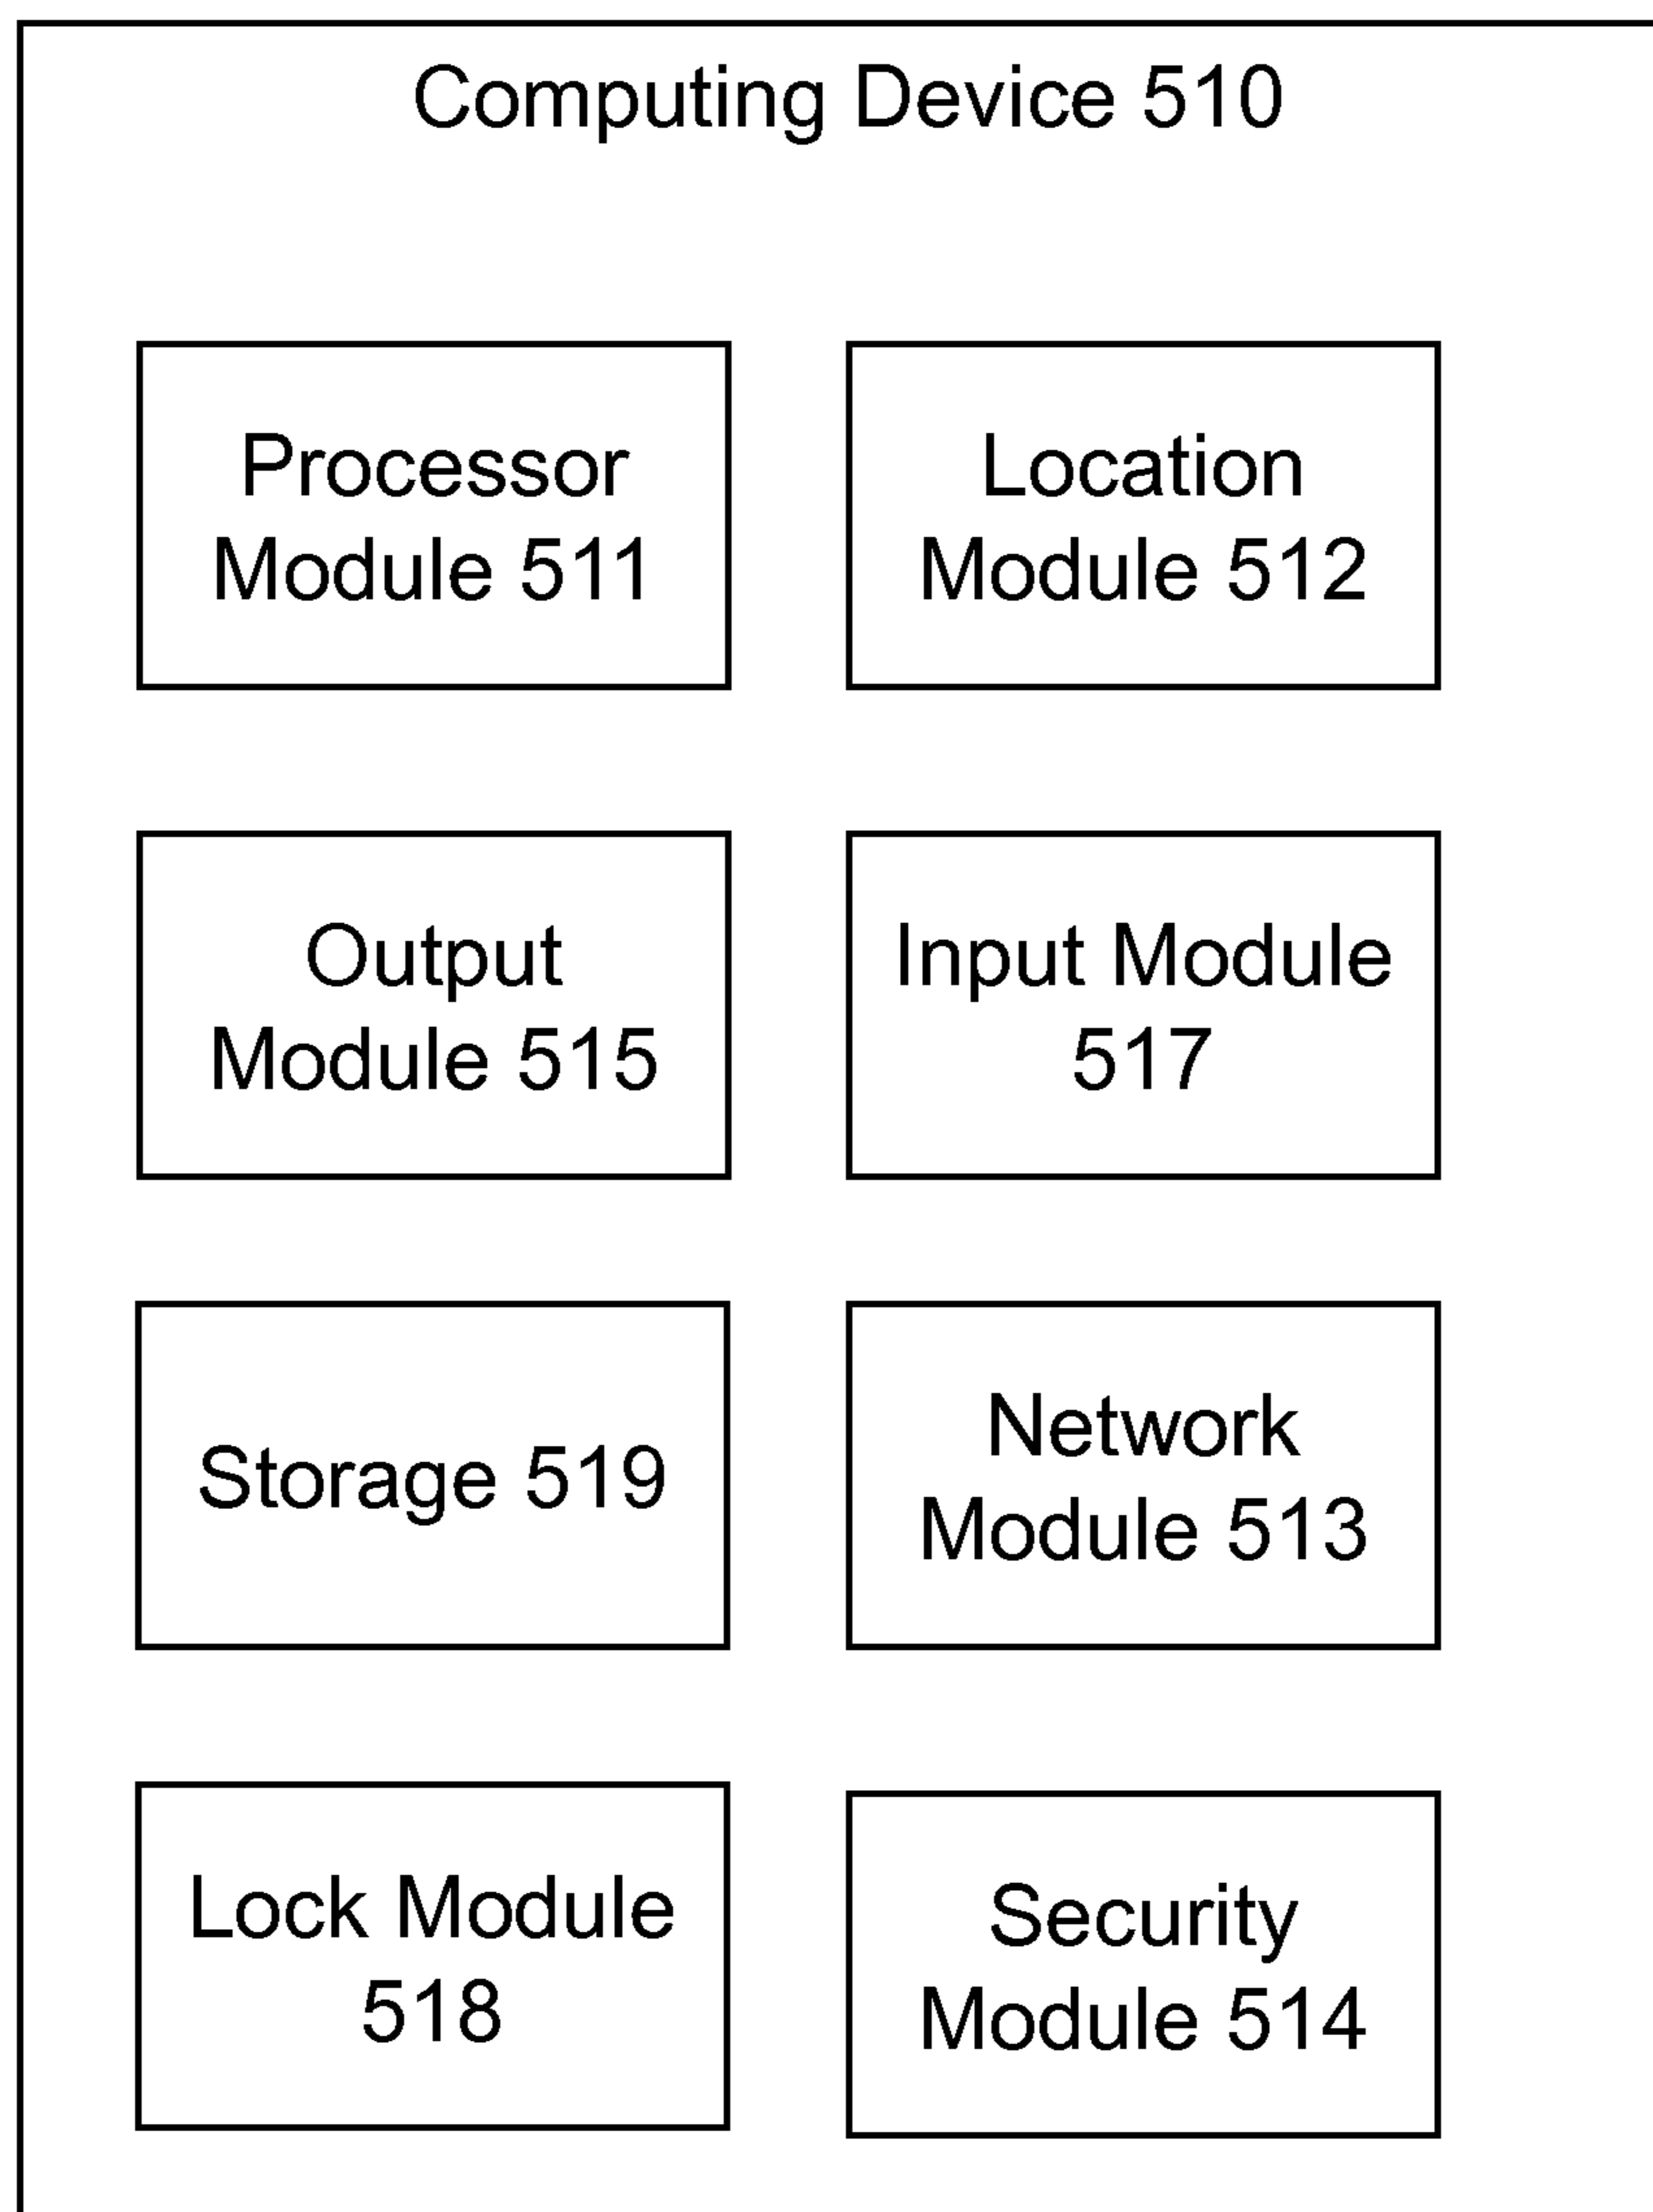 Computing Device 510
Processor
Module 511
Location
Module 512
Output
Module 515
Input Module
517
Storage 519
Network
Module 513
Lock Module
518
Security
Module 514